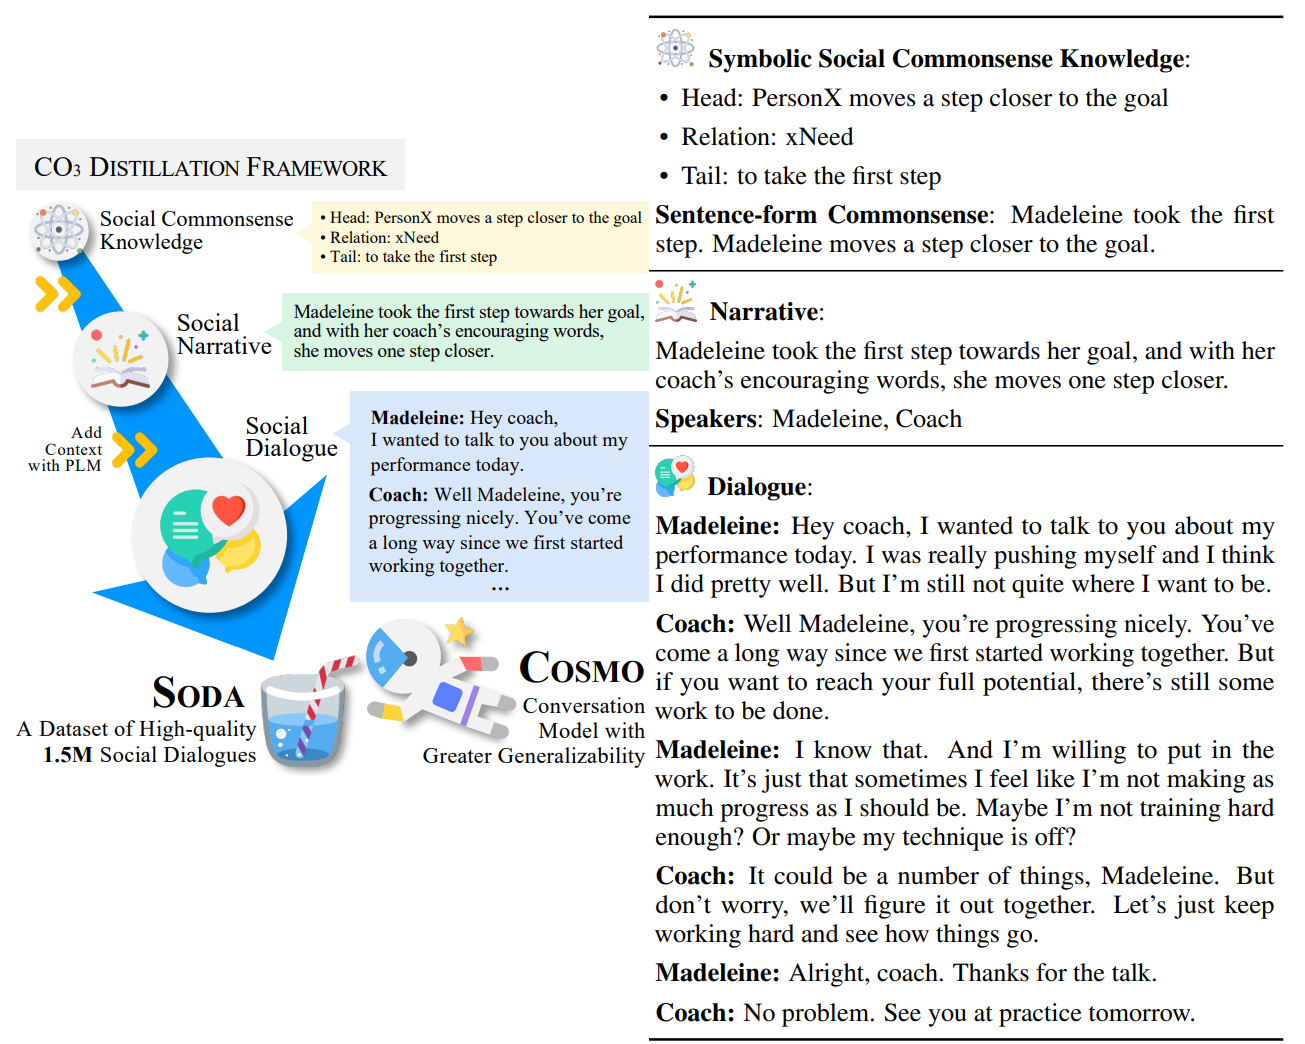 CO3 DISTILLATION FRAMEWORK
Social Commonsense
Knowledge
• Head: PersonX moves a step closer to the goal
• Relation: xNeed
• Tail: to take the first step
Social
Narrative
Madeleine took the first step towards her goal,
and with her coach's encouraging words,
she moves one step closer.
Add
Context
with PLM
Social
Dialogue
Madeleine: Hey coach,
I wanted to talk to you about my
performance today.
Coach: Well Madeleine, you're
progressing nicely. You've come
a long way since we first started
working together.
...
SODA
A Dataset of High-quality
1.5M Social Dialogues
COSMO
Conversation
Model with
Greater Generalizability
Symbolic Social Commonsense Knowledge:
• Head: PersonX moves a step closer to the goal
• Relation: xNeed
• Tail: to take the first step
Sentence-form Commonsense: Madeleine took the first
step. Madeleine moves a step closer to the goal.
Narrative:
Madeleine took the first step towards her goal, and with her
coach's encouraging words, she moves one step closer.
Speakers: Madeleine, Coach
Dialogue:
Madeleine: Hey coach, I wanted to talk to you about my
performance today. I was really pushing myself and I think
I did pretty well. But I'm still not quite where I want to be.
Coach: Well Madeleine, you're progressing nicely. You've
come a long way since we first started working together. But
if you want to reach your full potential, there's still some
work to be done.
Madeleine: I know that. And I'm willing to put in the
work. It's just that sometimes I feel like I'm not making as
much progress as I should be. Maybe I'm not training hard
enough? Or maybe my technique is off?
Coach: It could be a number of things, Madeleine. But
don't worry, we'll figure it out together. Let's just keep
working hard and see how things go.
Madeleine: Alright, coach. Thanks for the talk.
Coach: No problem. See you at practice tomorrow.